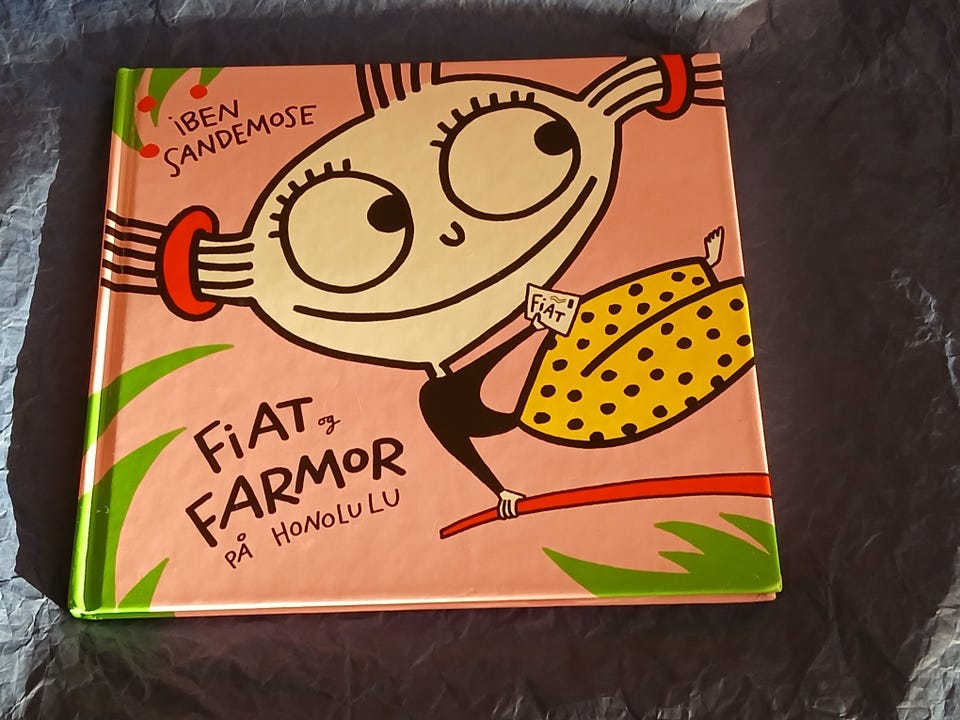 iBEN
SANDEMOSE
FiAT
FiAT og
FARMOR
PÅ HONOLULU